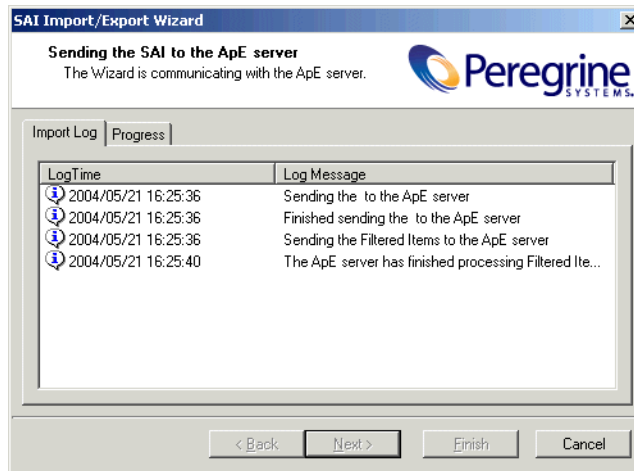 SAI Import/Export Wizard
Sending the SAI to the ApE server
The Wizard is communicating with the ApE server.
Peregrine
SYSTEMS
Import Log Progress
LogTime Log Message
2004/05/21 16:25:36 Sending the to the ApE server
2004/05/21 16:25:36 Finished sending the to the ApE server
2004/05/21 16:25:36 Sending the Filtered Items to the ApE server
2004/05/21 16:25:40 The ApE server has finished processing Filtered Ite...
< Back Next > Finish Cancel